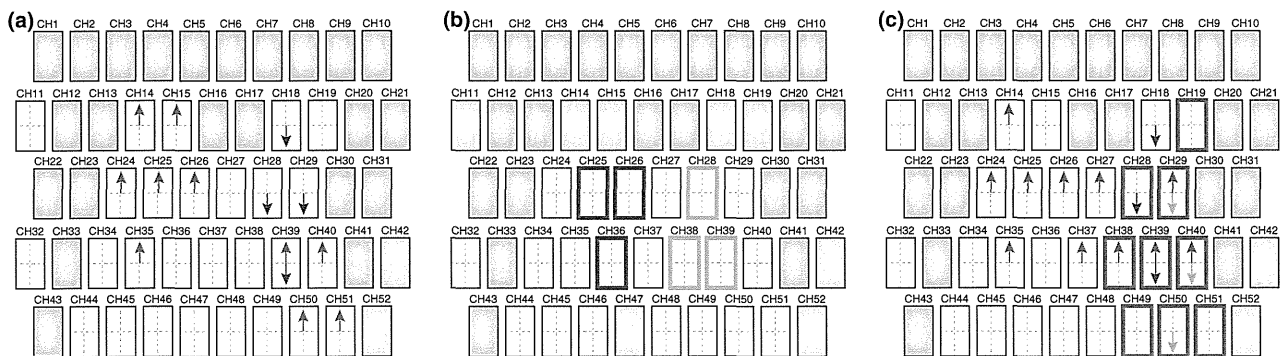 (a) CH1 CH2 CH3 CH4 CH5 CH6 CH7 CH8 CH9 CH10
CH11 CH12 CH13 CH14 CH15 CH16 CH17 CH18 CH19 CH20 CH21
CH22 CH23 CH24 CH25 CH26 CH27 CH28 CH29 CH30 CH31
CH32 CH33 CH34 CH35 CH36 CH37 CH38 CH39 CH40 CH41 CH42
CH43 CH44 CH45 CH46 CH47 CH48 CH49 CH50 CH51 CH52
(b) CH1 CH2 CH3 CH4 CH5 CH6 CH7 CH8 CH9 CH10
CH11 CH12 CH13 CH14 CH15 CH16 CH17 CH18 CH19 CH20 CH21
CH22 CH23 CH24 CH25 CH26 CH27 CH28 CH29 CH30 CH31
CH32 CH33 CH34 CH35 CH36 CH37 CH38 CH39 CH40 CH41 CH42
CH43 CH44 CH45 CH46 CH47 CH48 CH49 CH50 CH51 CH52
(c) CH1 CH2 CH3 CH4 CH5 CH6 CH7 CH8 CH9 CH10
CH11 CH12 CH13 CH14 CH15 CH16 CH17 CH18 CH19 CH20 CH21
CH22 CH23 CH24 CH25 CH26 CH27 CH28 CH29 CH30 CH31
CH32 CH33 CH34 CH35 CH36 CH37 CH38 CH39 CH40 CH41 CH42
CH43 CH44 CH45 CH46 CH47 CH48 CH49 CH50 CH51 CH52